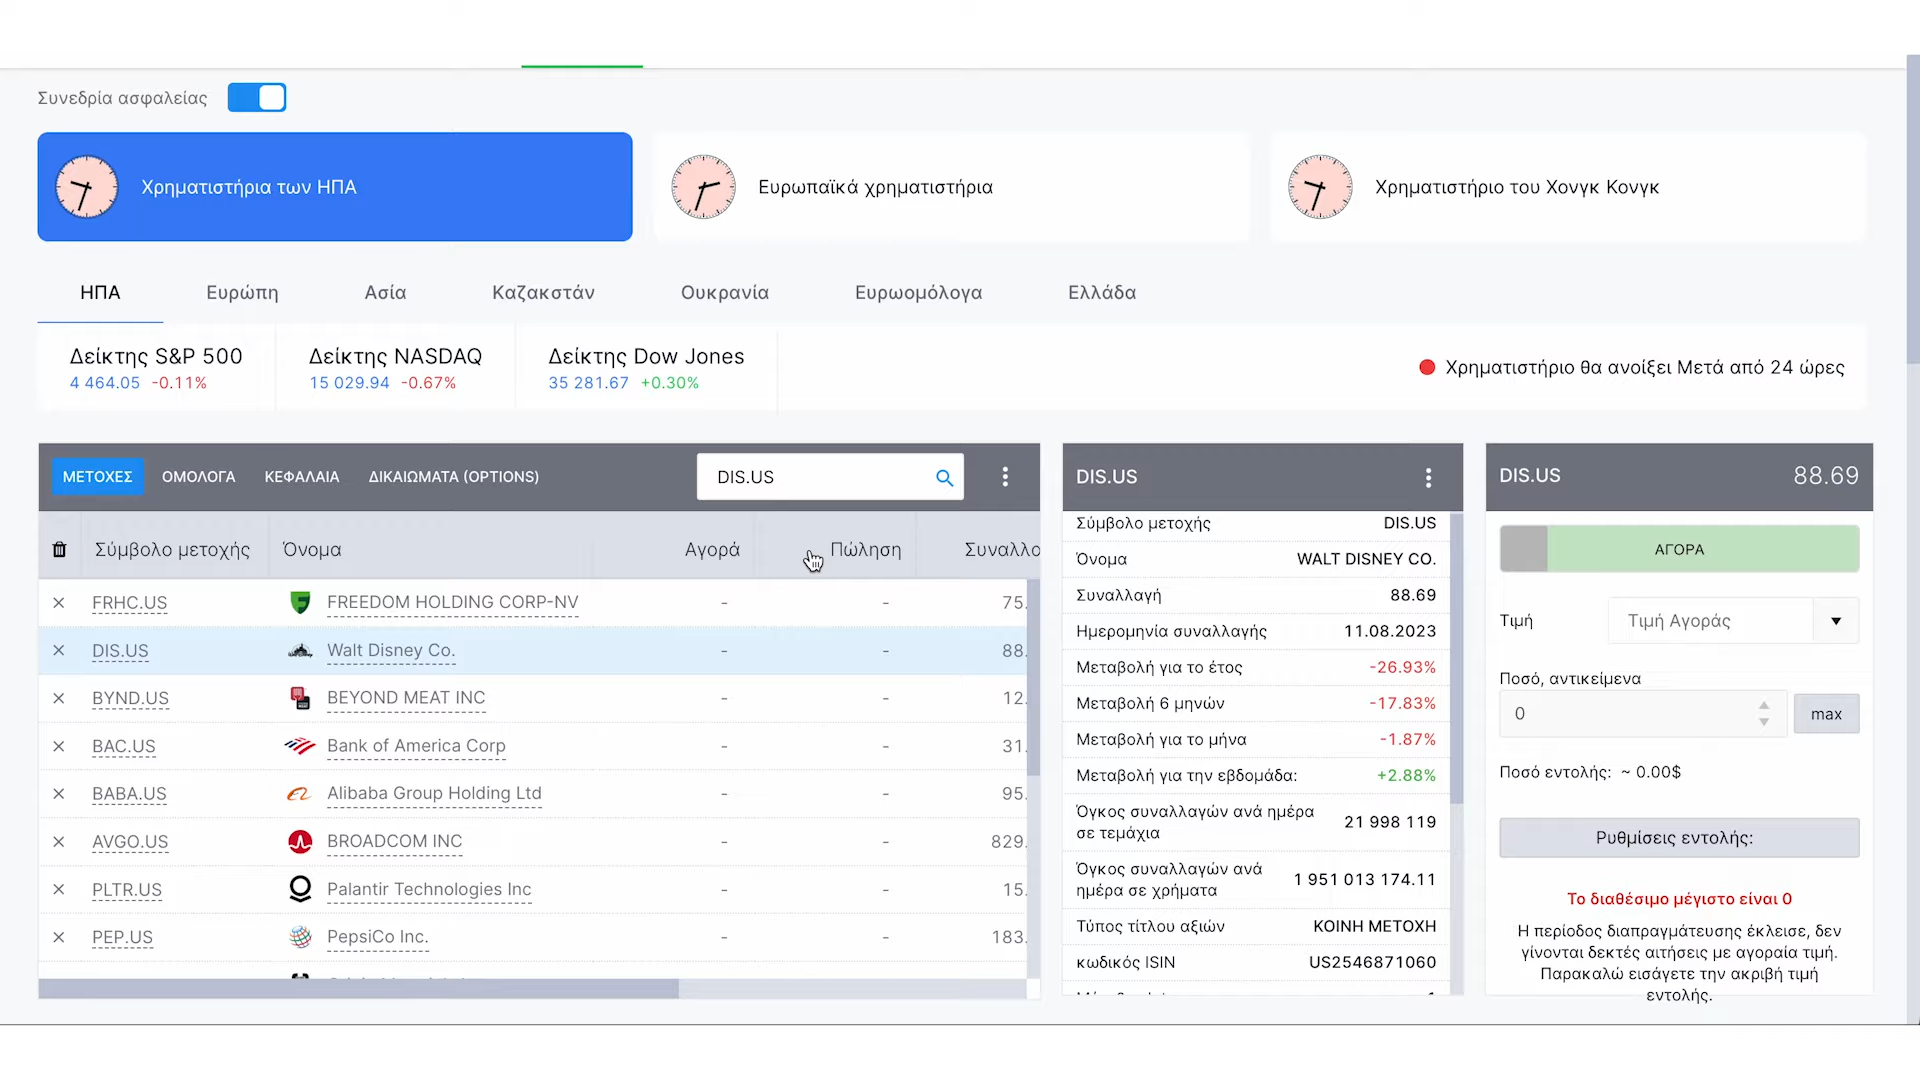 Συνεδρία ασφαλείας
Χρηματιστήρια των ΗΠΑ
Ευρωπαϊκά χρηματιστήρια
Χρηματιστήριο του Χονγκ Κονγκ
ΗΠΑ Ευρώπη Ασία Καζακστάν Ουκρανία Ευρωομόλογα Ελλάδα
Δείκτης S&P 500 Δείκτης NASDAQ Δείκτης Dow Jones
4 464.05 -0.11% 15 029.94 -0.67% 35 281.67 +0.30%
Χρηματιστήριο θα ανοίξει Μετά από 24 ώρες
ΜΕΤΟΧΕΣ ΟΜΟΛΟΓΑ ΚΕΦΑΛΑΙΑ ΔΙΚΑΙΩΜΑΤΑ (OPTIONS) DIS.US
Σύμβολο μετοχής Όνομα Αγορά Πώληση Συναλλο
FRHC.US FREEDOM HOLDING CORP-NV - - 75.
DIS.US Walt Disney Co. - - 88.
BYND.US BEYOND MEAT INC - - 12.
BAC.US Bank of America Corp - - 31.
BABA.US Alibaba Group Holding Ltd - - 95.
AVGO.US BROADCOM INC - - 829.
PLTR.US Palantir Technologies Inc - - 15.
PEP.US PepsiCo Inc. - - 183.
DIS.US
Σύμβολο μετοχής DIS.US
Όνομα WALT DISNEY CO.
Συναλλαγή 88.69
Ημερομηνία συναλλαγής 11.08.2023
Μεταβολή για το έτος -26.93%
Μεταβολή 6 μηνών -17.83%
Μεταβολή για το μήνα -1.87%
Μεταβολή για την εβδομάδα: +2.88%
Όγκος συναλλαγών ανά ημέρα
σε τεμάχια 21 998 119
Όγκος συναλλαγών ανά
ημέρα σε χρήματα 1 951 013 174.11
Τύπος τίτλου αξιών ΚΟΙΝΗ ΜΕΤΟΧΗ
κωδικός ISIN US2546871060
DIS.US 88.69
ΑΓΟΡΑ
Τιμή Τιμή Αγοράς
Ποσό, αντικείμενα
0 max
Ποσό εντολής: ~ 0.00$
Ρυθμίσεις εντολής:
Το διαθέσιμο μέγιστο είναι 0
Η περίοδος διαπραγμάτευσης έκλεισε, δεν
γίνονται δεκτές αιτήσεις με αγοραία τιμή.
Παρακαλώ εισάγετε την ακριβή τιμή
εντολής.